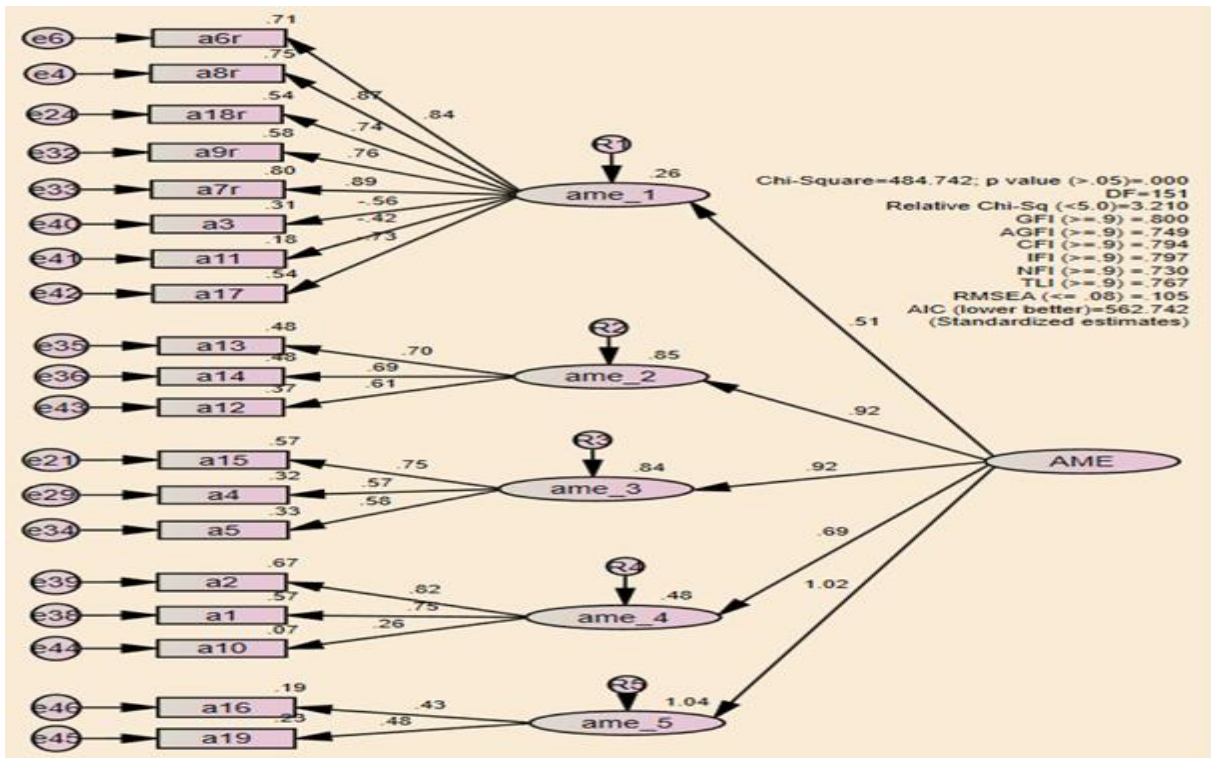 .71
e6 a6r
.75
e4 a8r
.87
.84
.54
e24 a18r
.74
.58
e32 a9r
.76
R1
.26
.80
e33 a7r
.89
ame_1
.31
e40 a3
-.56
-.42
.18
e41 a11
-.73
.54
e42 a17
Chi-Square=484.742; p value (>.05)=.000
DF=151
Relative Chi-Sq (<5.0)=3.210
GFI (>=.9) =.800
AGFI (>=.9) =.749
CFI (>=.9) =.794
IFI (>=.9) =.797
NFI (>=.9) =.730
TLI (>=.9) =.767
RMSEA (<= .08) =.105
AIC (lower better)=562.742
(Standardized estimates)
.51
.48
e35 a13
.70
R2
.85
.48
e36 a14
.69
ame_2
.37
e43 a12
.61
.92
.57
e21 a15
.75
R3
.84
.92
AME
.32
e29 a4
.57
ame_3
.33
e34 a5
.58
.69
.67
e39 a2
.82
R4
.48
1.02
.57
e38 a1
.75
ame_4
.07
e44 a10
.26
.19
e46 a16
.43
R5
1.04
.23
e45 a19
.48
ame_5